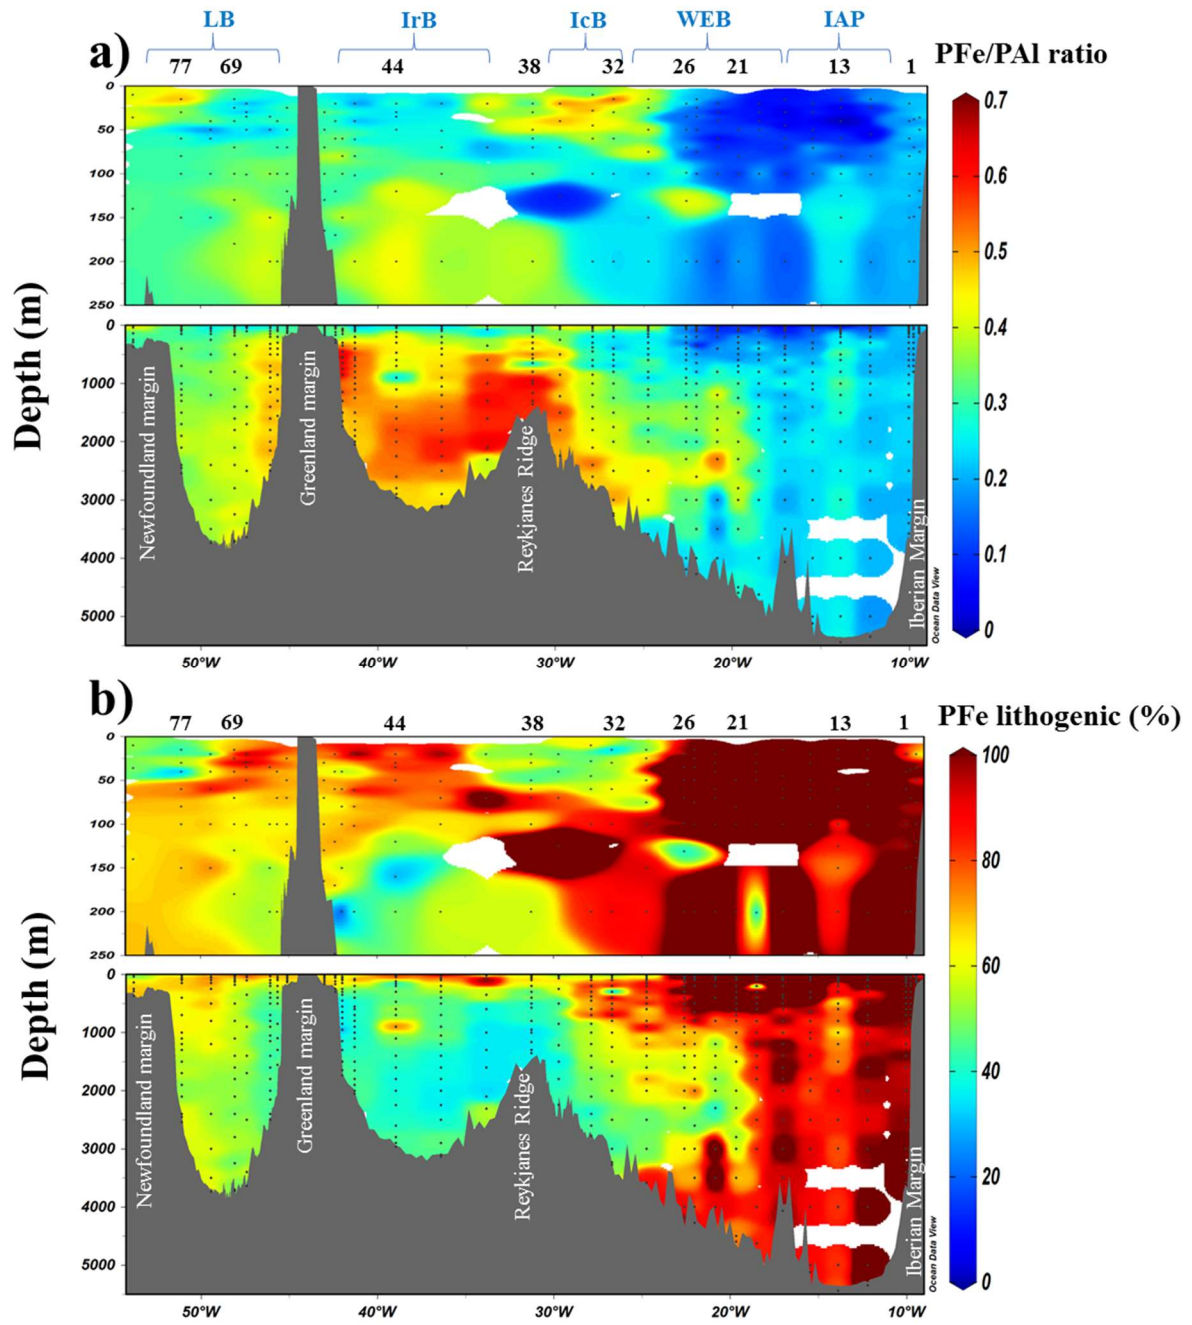 LB IrB IcB WEB IAP
a) 77 69 44 38 32 26 21 13 1 PFe/PAl ratio
0
50
100
150
200
250
0.7
0.6
0.5
0.4
0.3
0.2
0.1
0
Depth (m)
0
1000
2000
3000
4000
5000
Newfoundland margin
Greenland margin
Reykjanes Ridge
Iberian Margin
Ocean Data View
50°W 40°W 30°W 20°W 10°W
b) 77 69 44 38 32 26 21 13 1 PFe lithogenic (%)
0
50
100
150
200
250
100
80
60
40
20
0
Depth (m)
0
1000
2000
3000
4000
5000
Newfoundland margin
Greenland margin
Reykjanes Ridge
Iberian Margin
Ocean Data View
50°W 40°W 30°W 20°W 10°W